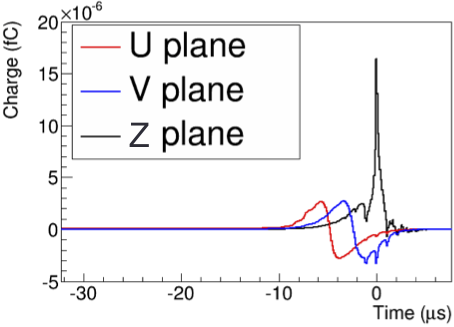 ×10⁻⁶
20
15
10
5
0
-5
Charge (fC)
U plane
V plane
Z plane
-30 -20 -10 0
Time (μs)